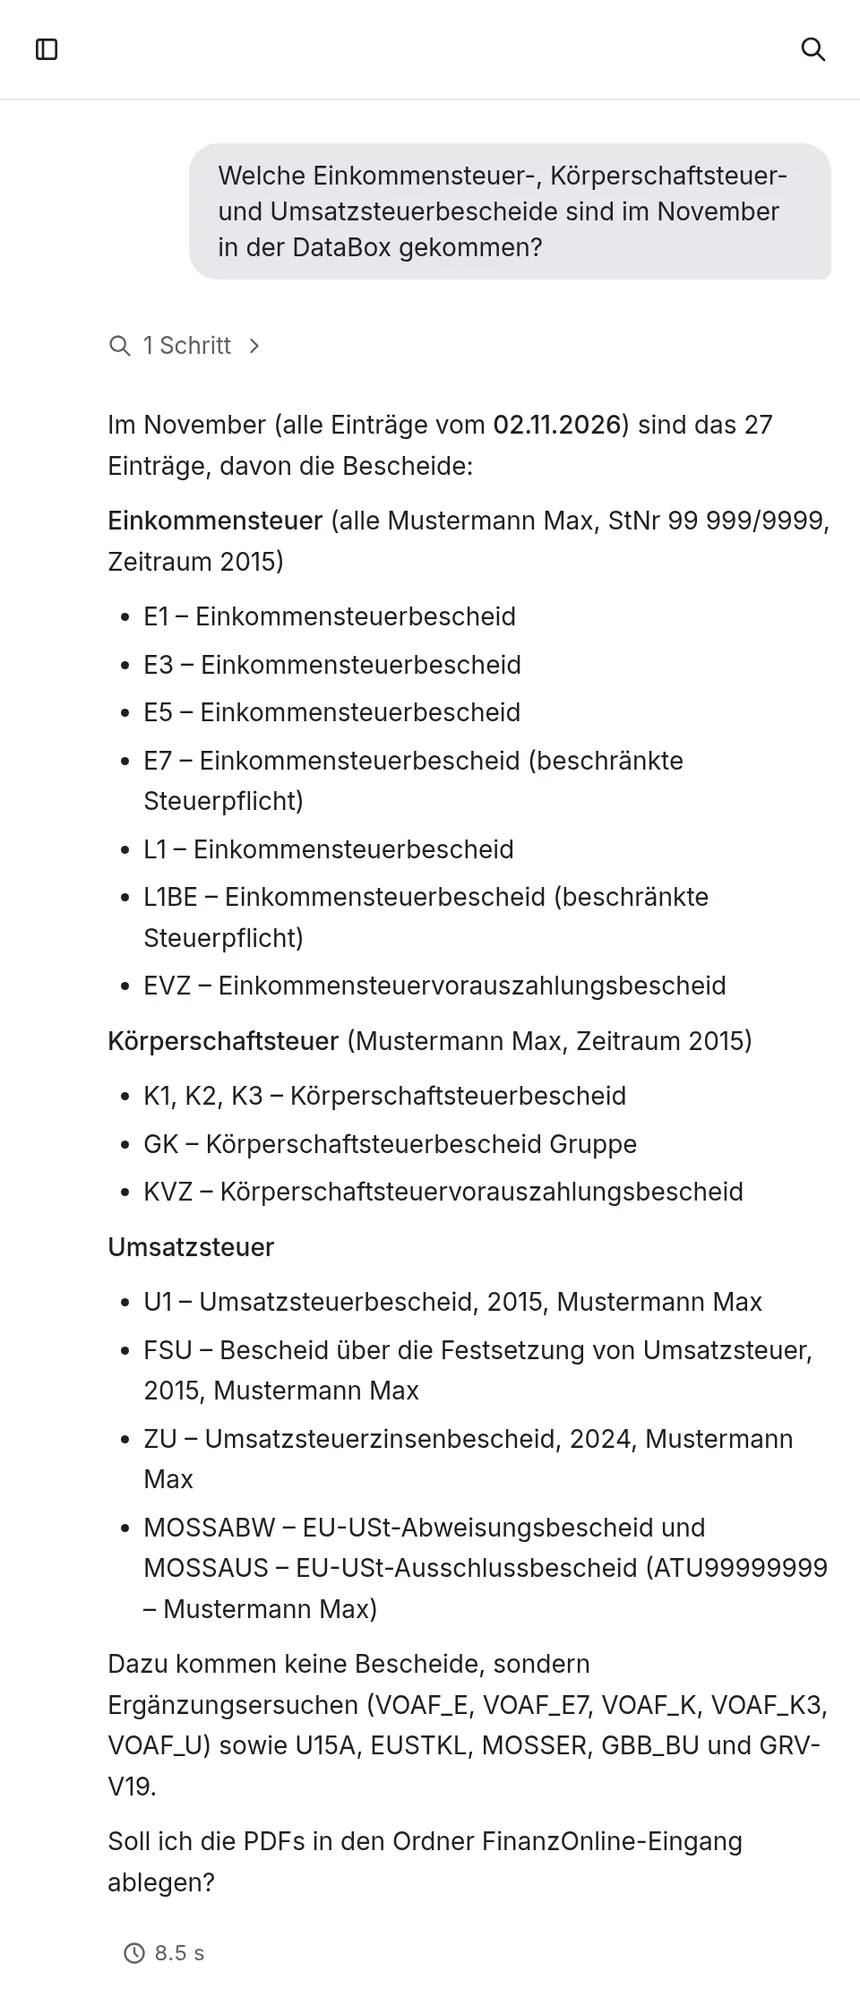 Welche Einkommensteuer-, Körperschaftsteuer-
und Umsatzsteuerbescheide sind im November
in der DataBox gekommen?
1 Schritt
Im November (alle Einträge vom 02.11.2026) sind das 27
Einträge, davon die Bescheide:
Einkommensteuer (alle Mustermann Max, StNr 99 999/9999,
Zeitraum 2015)
• E1 – Einkommensteuerbescheid
• E3 – Einkommensteuerbescheid
• E5 – Einkommensteuerbescheid
• E7 – Einkommensteuerbescheid (beschränkte
Steuerpflicht)
• L1 – Einkommensteuerbescheid
• L1BE – Einkommensteuerbescheid (beschränkte
Steuerpflicht)
• EVZ – Einkommensteuervorauszahlungsbescheid
Körperschaftsteuer (Mustermann Max, Zeitraum 2015)
• K1, K2, K3 – Körperschaftsteuerbescheid
• GK – Körperschaftsteuerbescheid Gruppe
• KVZ – Körperschaftsteuervorauszahlungsbescheid
Umsatzsteuer
• U1 – Umsatzsteuerbescheid, 2015, Mustermann Max
• FSU – Bescheid über die Festsetzung von Umsatzsteuer,
2015, Mustermann Max
• ZU – Umsatzsteuerzinsenbescheid, 2024, Mustermann
Max
• MOSSABW – EU-USt-Abweisungsbescheid und
MOSSAUS – EU-USt-Ausschlussbescheid (ATU99999999
– Mustermann Max)
Dazu kommen keine Bescheide, sondern
Ergänzungsersuchen (VOAF_E, VOAF_E7, VOAF_K, VOAF_K3,
VOAF_U) sowie U15A, EUSTKL, MOSSER, GBB_BU und GRV-
V19.
Soll ich die PDFs in den Ordner FinanzOnline-Eingang
ablegen?
8.5 s